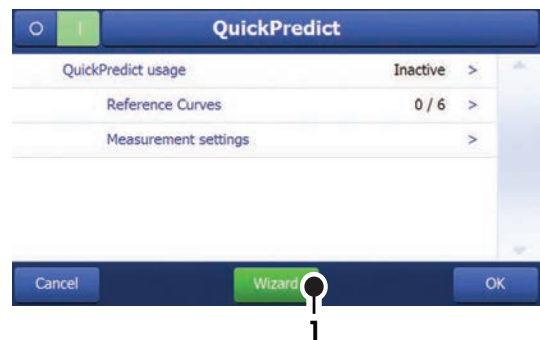 O I QuickPredict
QuickPredict usage Inactive >
Reference Curves 0 / 6 >
Measurement settings >
Cancel Wizard OK
1